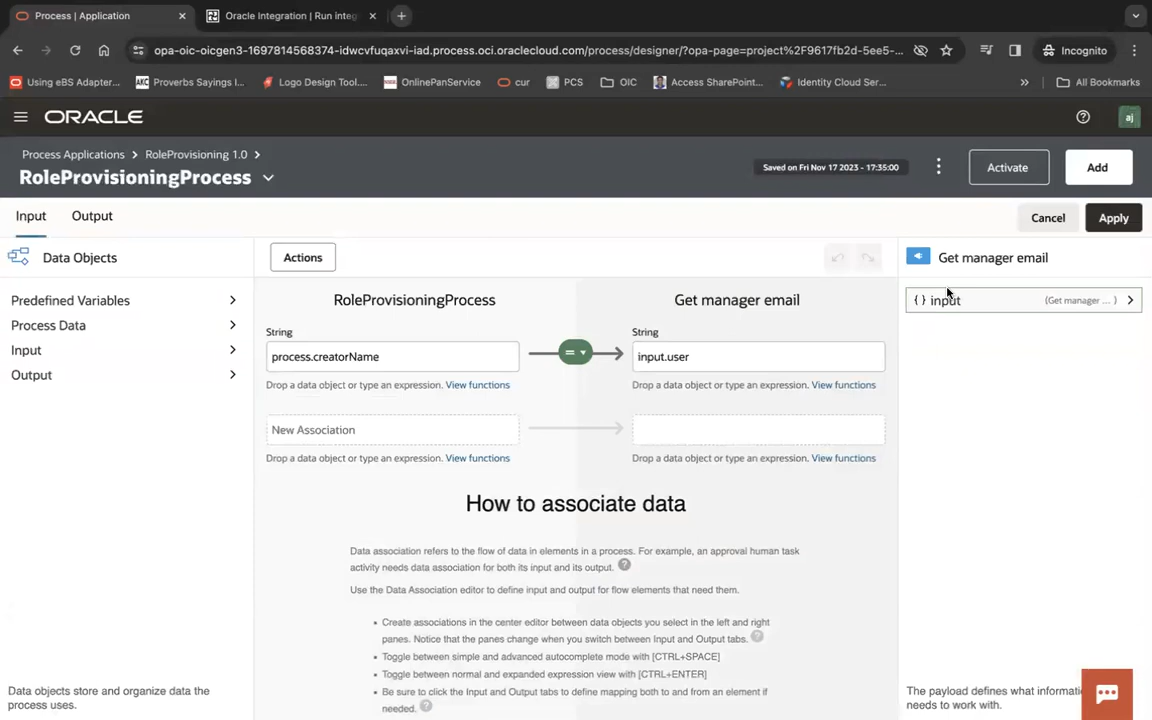 Process | Application
Oracle Integration | Run integ
opa-oic-oicgen3-1697814568374-idwcvfuqaxvi-iad.process.oci.oraclecloud.com/process/designer/?opa-page=project%2F9617fb2d-5ee5-...
Incognito
Using eBS Adapter...
AKC
Proverbs Sayings I...
Logo Design Tool....
OnlinePanService
cur
PCS
OIC
Access SharePoint...
Identity Cloud Ser...
»
All Bookmarks
ORACLE
aj
Process Applications > RoleProvisioning 1.0 >
RoleProvisioningProcess
Saved on Fri Nov 17 2023 - 17:35:00
Activate
Add
Input
Output
Cancel
Apply
Data Objects
Actions
Get manager email
Predefined Variables
Process Data
Input
Output
RoleProvisioningProcess
Get manager email
{ } input
(Get manager ... )
String
String
process.creatorName
=
input.user
Drop a data object or type an expression. View functions
Drop a data object or type an expression. View functions
New Association
Drop a data object or type an expression. View functions
Drop a data object or type an expression. View functions
How to associate data
Data association refers to the flow of data in elements in a process. For example, an approval human task
activity needs data association for both its input and its output. ?
Use the Data Association editor to define input and output for flow elements that need them.
• Create associations in the center editor between data objects you select in the left and right
panes. Notice that the panes change when you switch between Input and Output tabs. ?
• Toggle between simple and advanced autocomplete mode with [CTRL+SPACE]
• Toggle between normal and expanded expression view with [CTRL+ENTER]
• Be sure to click the Input and Output tabs to define mapping both to and from an element if
needed. ?
Data objects store and organize data the
process uses.
The payload defines what informati
needs to work with.